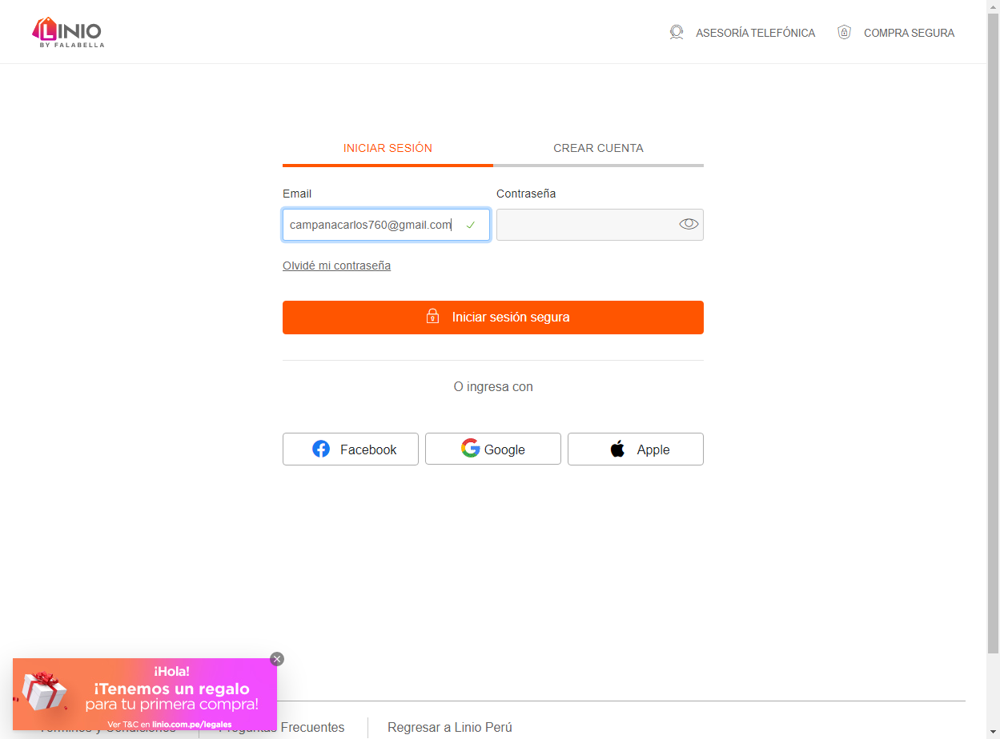 LINIO
BY FALABELLA
ASESORÍA TELEFÓNICA
COMPRA SEGURA
INICIAR SESIÓN
CREAR CUENTA
Email
Contraseña
campanacarlos760@gmail.com
Olvidé mi contraseña
Iniciar sesión segura
O ingresa con
Facebook
Google
Apple
¡Hola!
¡Tenemos un regalo
para tu primera compra!
Ver T&C en linio.com.pe/legales
Términos y Condiciones
Preguntas Frecuentes
Regresar a Linio Perú